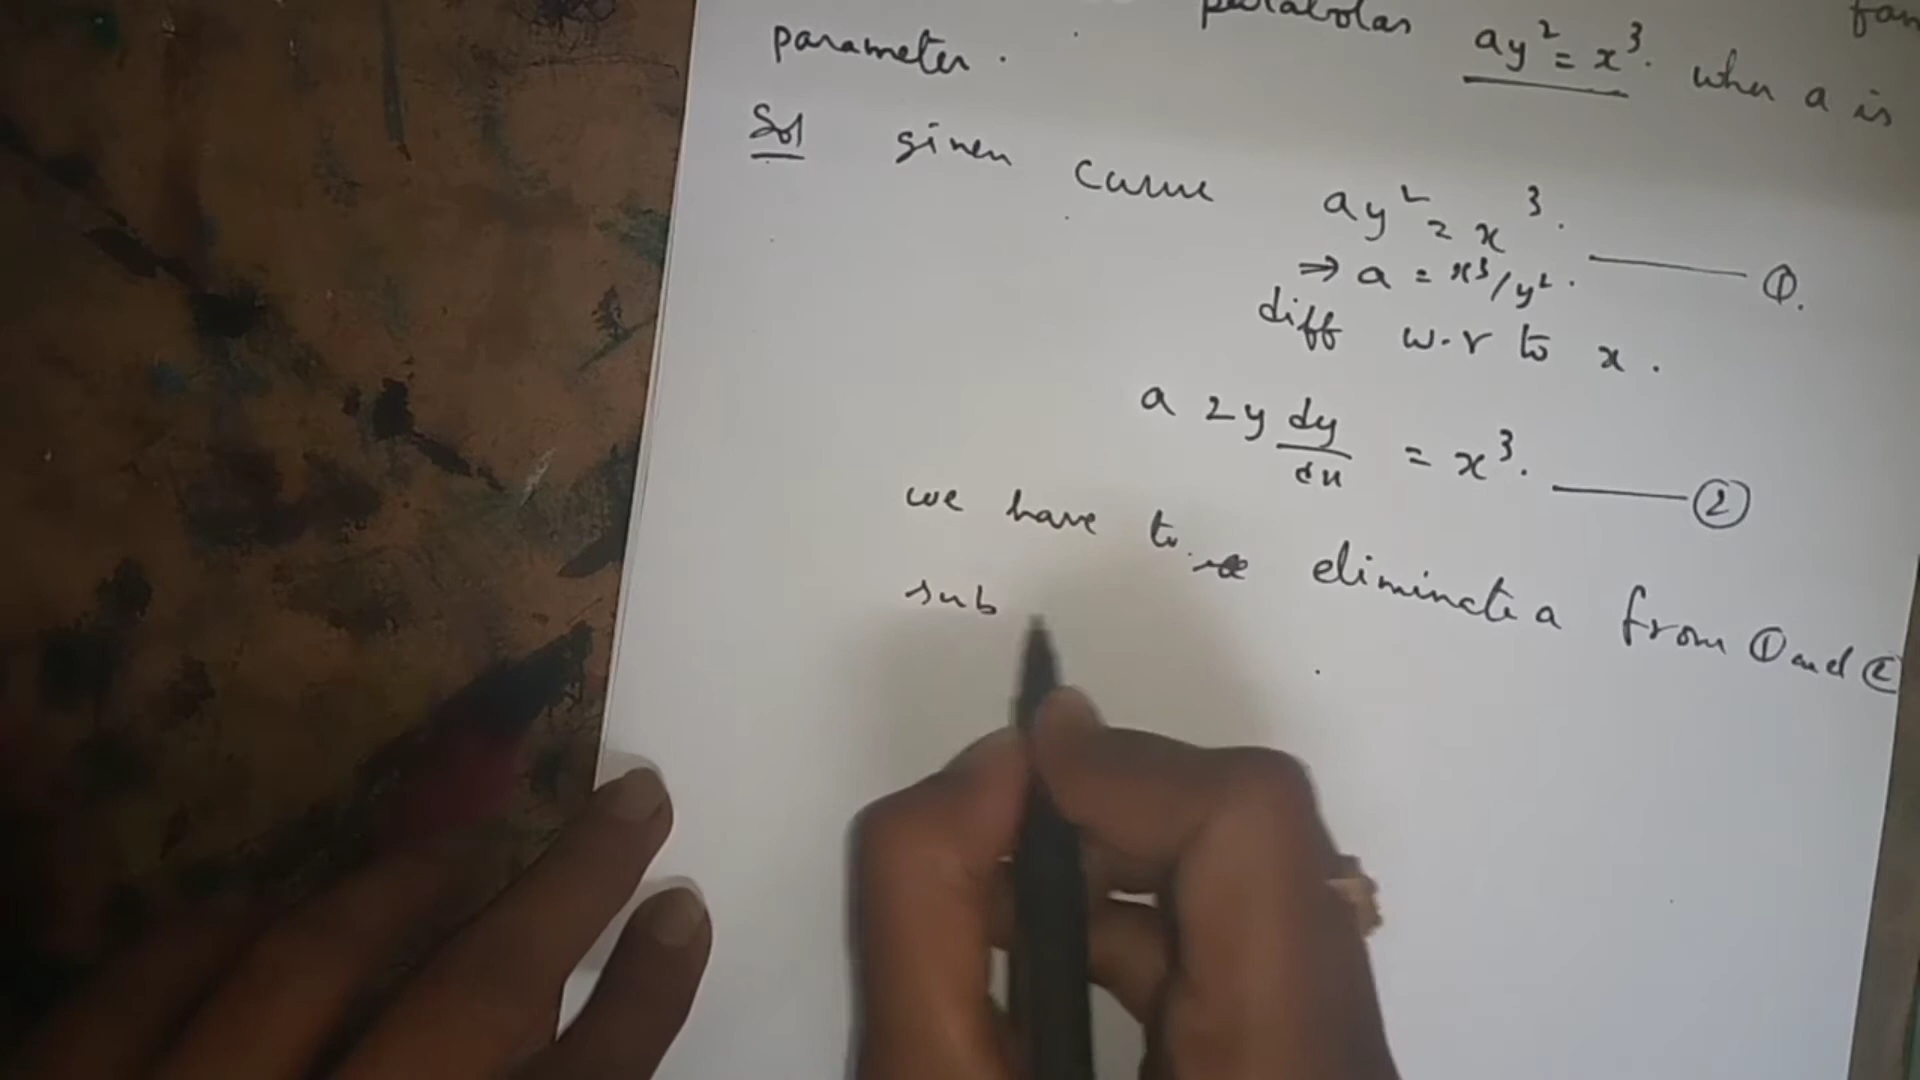 parabolas ay² = x³. when a is
parameter.
Sol given curve ay² = x³. ——— ①.
⇒ a = x³/y².
diff w.r to x.
a 2y dy/dx = x³. ——— ②
we have to eliminate a from ① and ②
sub